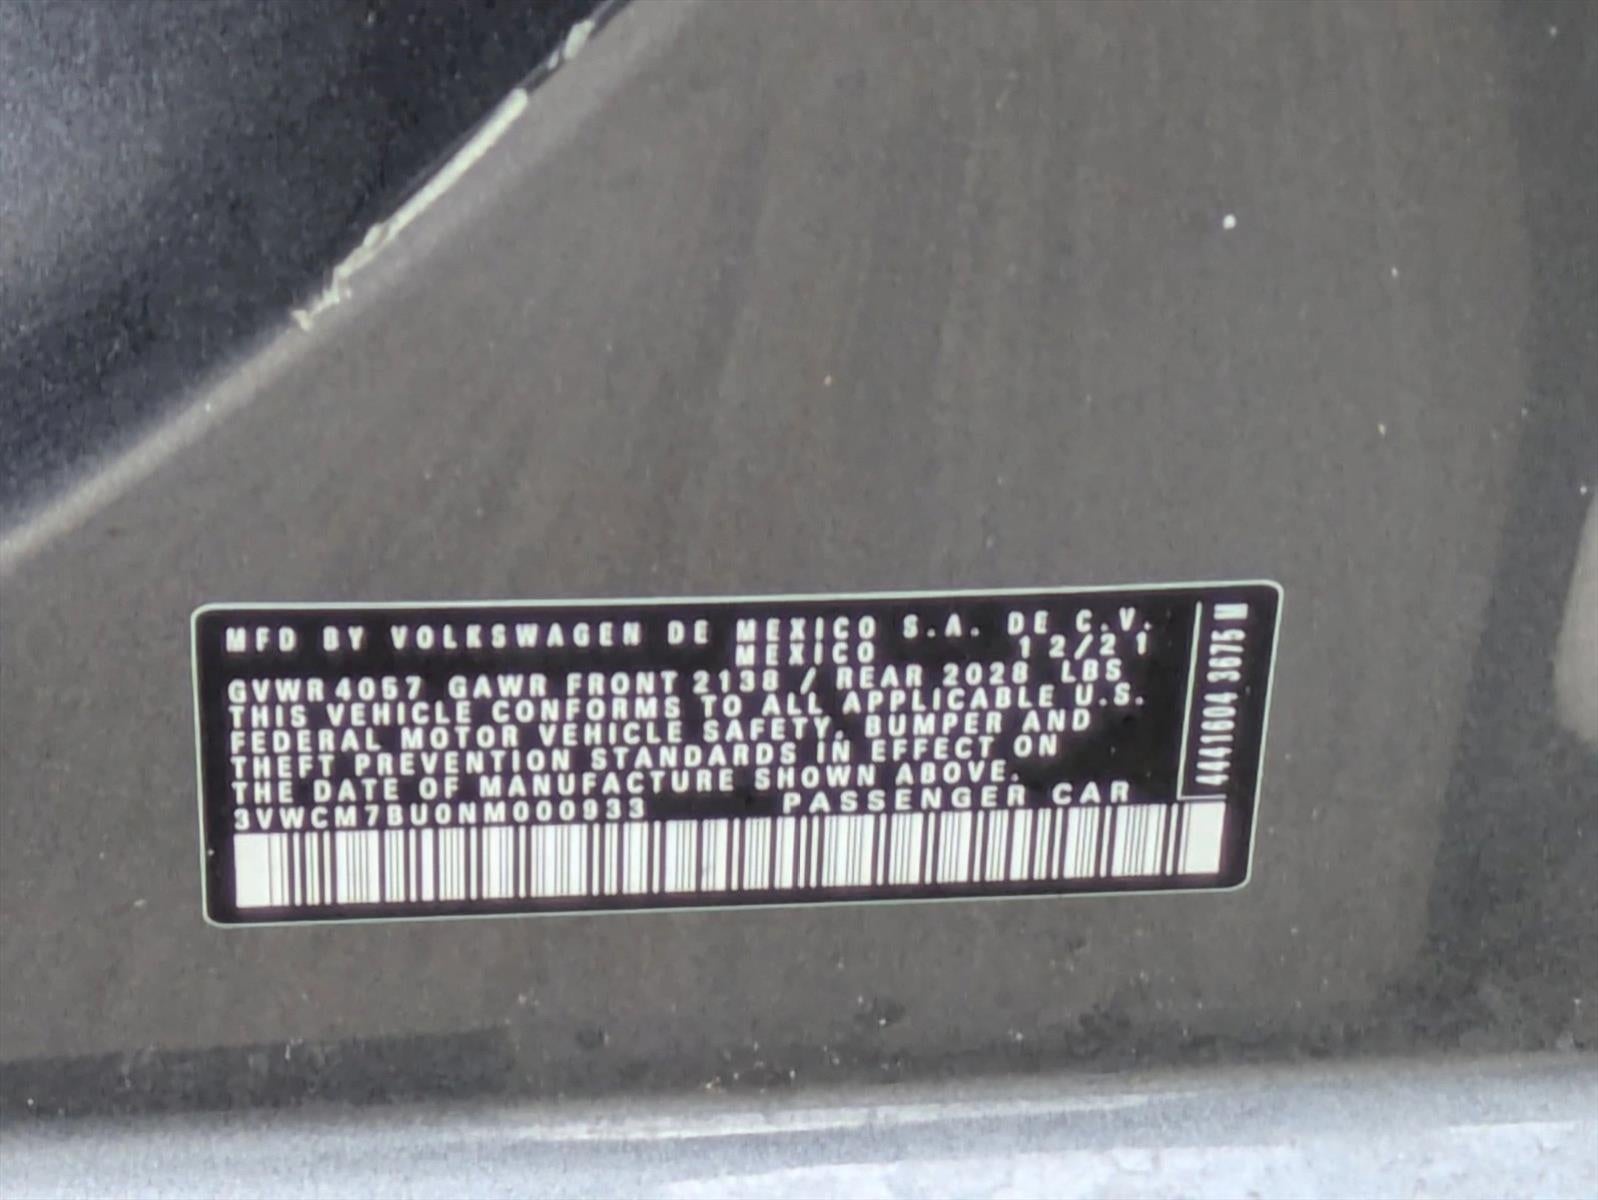 MFD BY VOLKSWAGEN DE MEXICO S.A. DE C.V.
MEXICO 12/21
GVWR 4057 GAWR FRONT 2138 / REAR 2028 LBS
THIS VEHICLE CONFORMS TO ALL APPLICABLE U.S.
FEDERAL MOTOR VEHICLE SAFETY, BUMPER AND
THEFT PREVENTION STANDARDS IN EFFECT ON
THE DATE OF MANUFACTURE SHOWN ABOVE.
3VWCM7BU0NM000933 PASSENGER CAR
4441604 3675 M